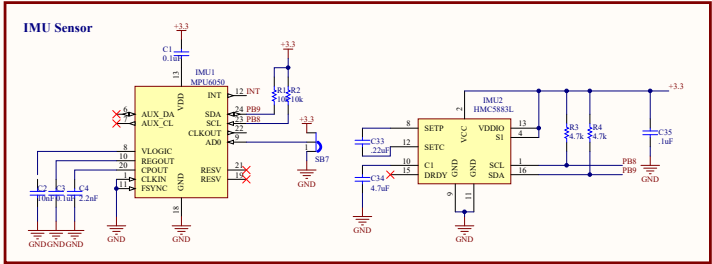 IMU Sensor
+3.3
C1
0.1uF
13
IMU1
MPU6050
VDD
INT
12
INT
SDA
24
PB9
SCL
23
PB8
CLKOUT
22
AD0
9
6
AUX_DA
7
AUX_CL
8
VLOGIC
10
REGOUT
20
CPOUT
1
CLKIN
11
FSYNC
RESV
21
RESV
19
GND
18
GND
+3.3
R1
10k
R2
10k
+3.3
1
SB7
GND
C2
10nF
C3
0.1uF
C4
2.2nF
GND
GND
GND
IMU2
HMC5883L
2
VCC
8
SETP
12
SETC
10
C1
15
DRDY
VDDIO
13
S1
4
SCL
1
PB8
SDA
16
PB9
GND
GND
9
11
GND
C33
.22uF
C34
4.7uF
GND
R3
4.7k
R4
4.7k
+3.3
C35
.1uF
GND